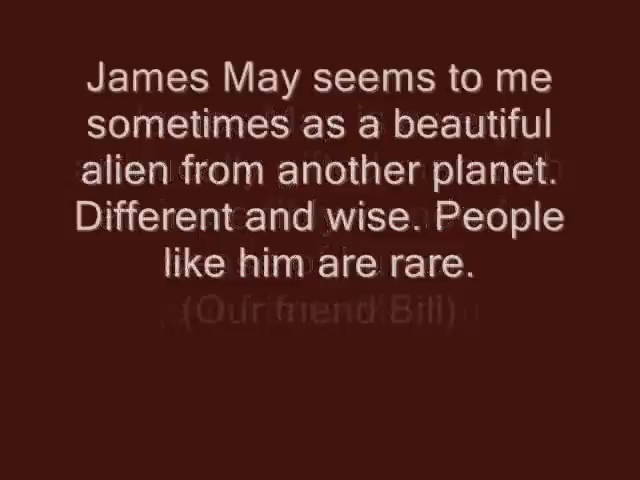 James May seems to me
sometimes as a beautiful
alien from another planet.
Different and wise. People
like him are rare.
(Our friend Bill)